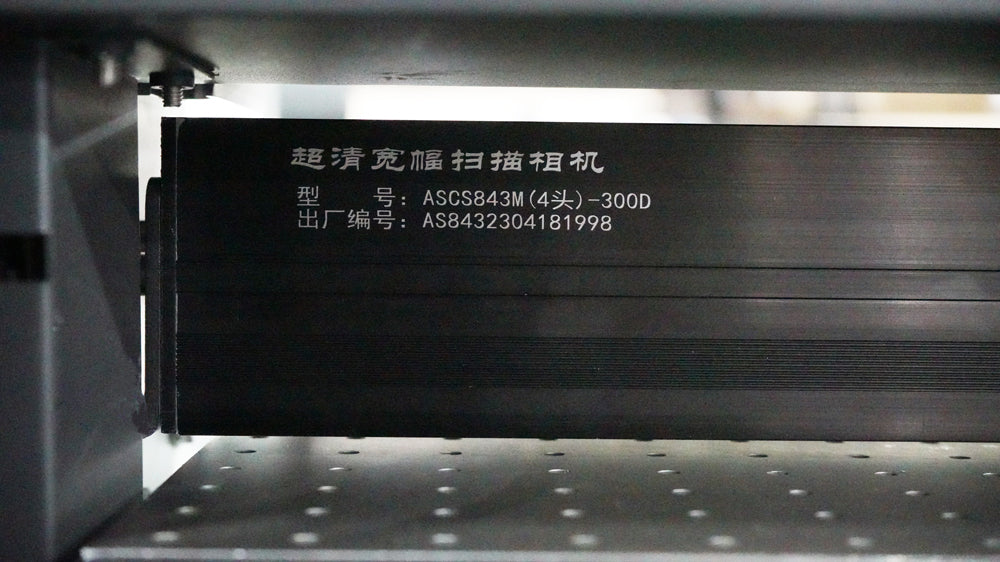 超清宽幅扫描相机
型 号：ASCS843M(4头)-300D
出厂编号：AS8432304181998